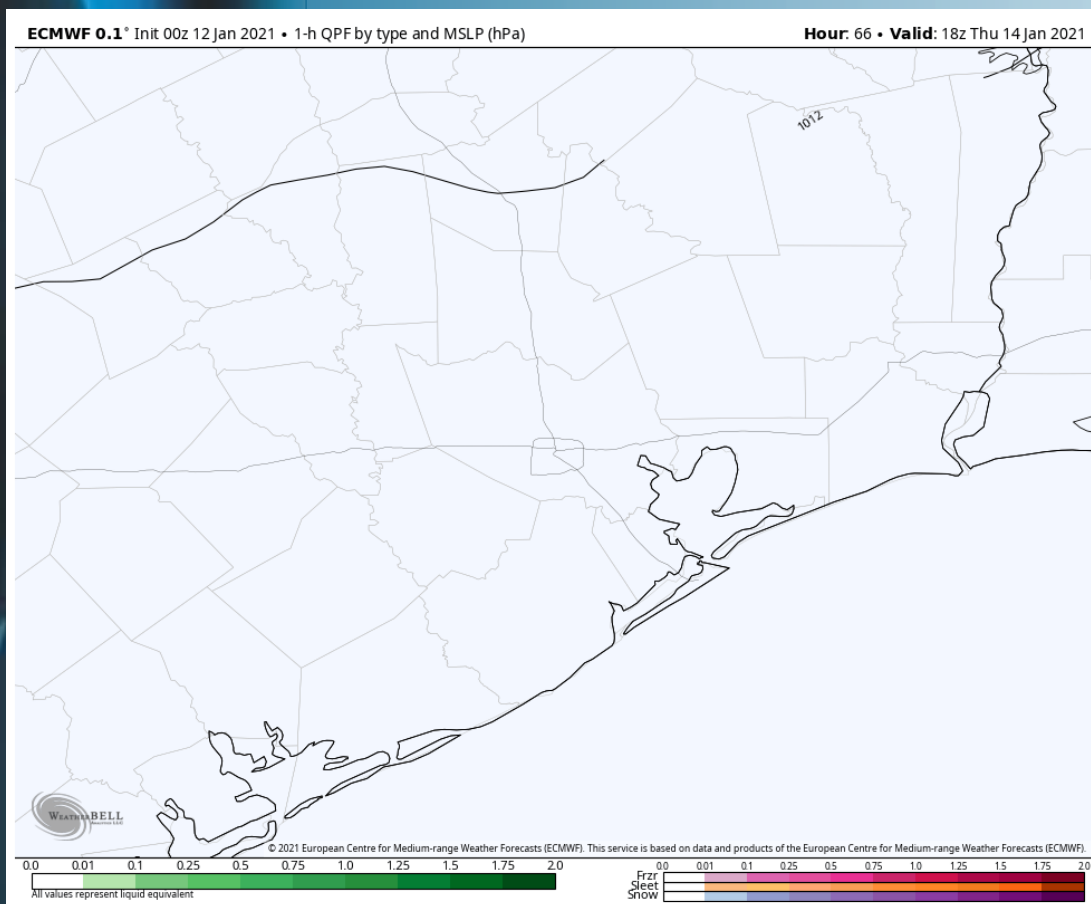 ECMWF 0.1° Init 00z 12 Jan 2021 • 1-h QPF by type and MSLP (hPa)
Hour: 66 • Valid: 18z Thu 14 Jan 2021
1012
WEATHERBELL
ANALYTICS LLC
© 2021 European Centre for Medium-range Weather Forecasts (ECMWF). This service is based on data and products of the European Centre for Medium-range Weather Forecasts (ECMWF).
0.0 0.01 0.1 0.25 0.5 0.75 1.0 1.25 1.5 1.75 2.0
All values represent liquid equivalent
0.0 0.01 0.1 0.25 0.5 0.75 1.0 1.25 1.5 1.75 2.0
Frzr
Sleet
Snow